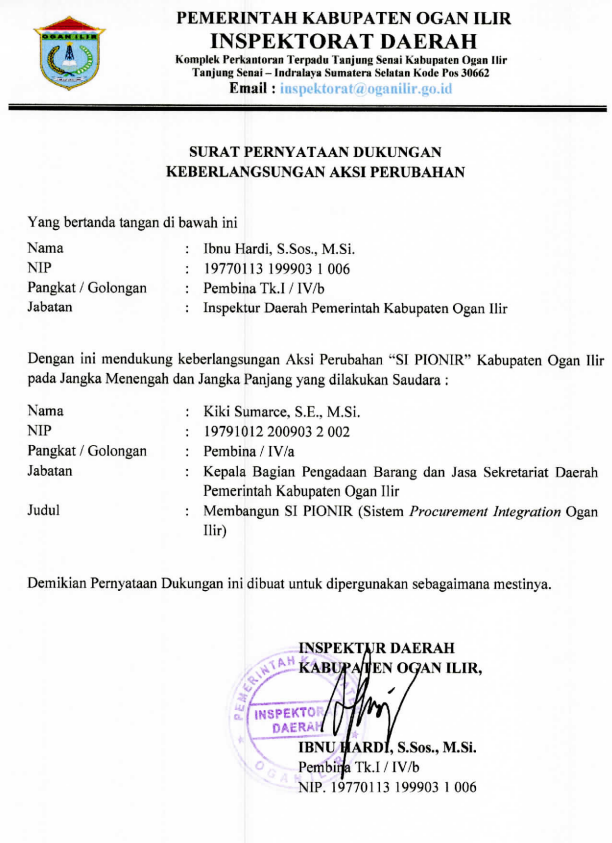 OGAN ILIR
PEMERINTAH KABUPATEN OGAN ILIR
INSPEKTORAT DAERAH
Komplek Perkantoran Terpadu Tanjung Senai Kabupaten Ogan Ilir
Tanjung Senai – Indralaya Sumatera Selatan Kode Pos 30662
Email : inspektorat@oganilir.go.id
SURAT PERNYATAAN DUKUNGAN
KEBERLANGSUNGAN AKSI PERUBAHAN
Yang bertanda tangan di bawah ini
Nama : Ibnu Hardi, S.Sos., M.Si.
NIP : 19770113 199903 1 006
Pangkat / Golongan : Pembina Tk.I / IV/b
Jabatan : Inspektur Daerah Pemerintah Kabupaten Ogan Ilir
Dengan ini mendukung keberlangsungan Aksi Perubahan “SI PIONIR” Kabupaten Ogan Ilir
pada Jangka Menengah dan Jangka Panjang yang dilakukan Saudara :
Nama : Kiki Sumarce, S.E., M.Si.
NIP : 19791012 200903 2 002
Pangkat / Golongan : Pembina / IV/a
Jabatan : Kepala Bagian Pengadaan Barang dan Jasa Sekretariat Daerah
Pemerintah Kabupaten Ogan Ilir
Judul : Membangun SI PIONIR (Sistem Procurement Integration Ogan
Ilir)
Demikian Pernyataan Dukungan ini dibuat untuk dipergunakan sebagaimana mestinya.
INSPEKTUR DAERAH
KABUPATEN OGAN ILIR,
PEMERINTAH KABUPATEN
INSPEKTORAT
DAERAH
OGAN ILIR
IBNU HARDI, S.Sos., M.Si.
Pembina Tk.I / IV/b
NIP. 19770113 199903 1 006